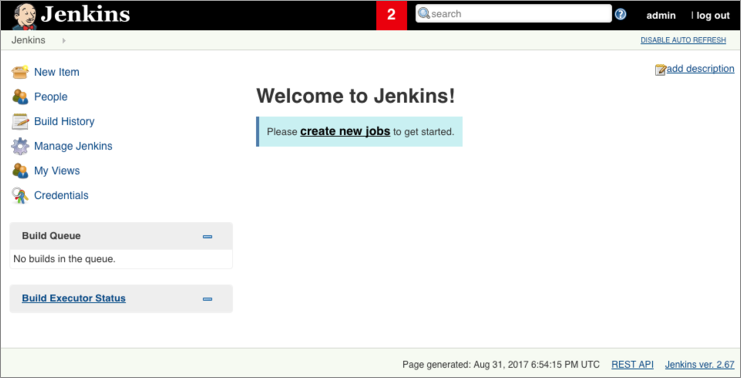 Jenkins
2
search
?
admin
| log out
Jenkins
DISABLE AUTO REFRESH
New Item
People
Build History
Manage Jenkins
My Views
Credentials
add description
Welcome to Jenkins!
Please create new jobs to get started.
Build Queue
No builds in the queue.
Build Executor Status
Page generated: Aug 31, 2017 6:54:15 PM UTC
REST API
Jenkins ver. 2.67